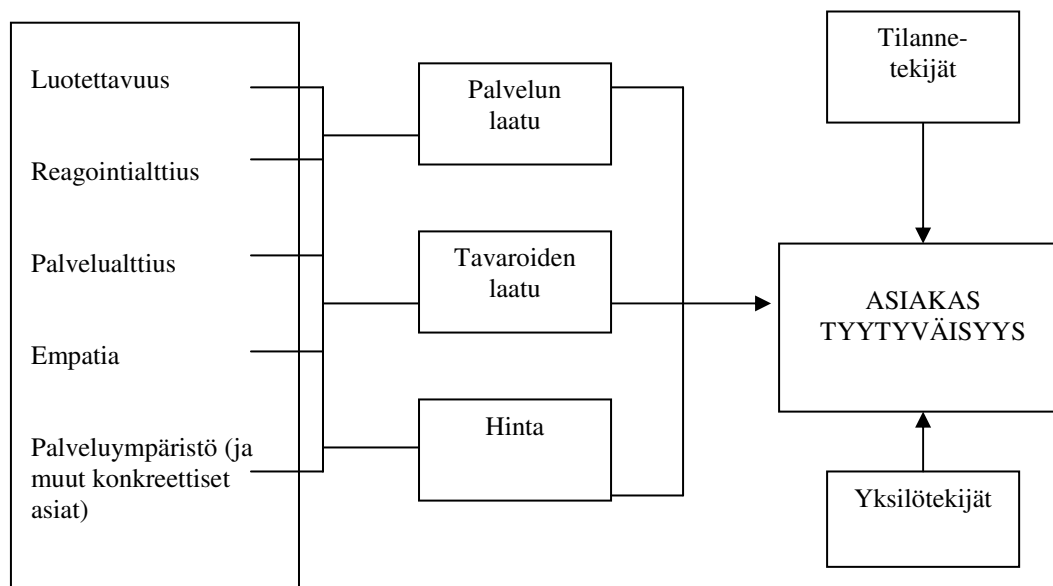 Luotettavuus
Reagointialttius
Palvelualttius
Empatia
Palveluympäristö (ja
muut konkreettiset
asiat)
Palvelun
laatu
Tavaroiden
laatu
Hinta
Tilanne-
tekijät
ASIAKAS
TYYTYVÄISYYS
Yksilötekijät